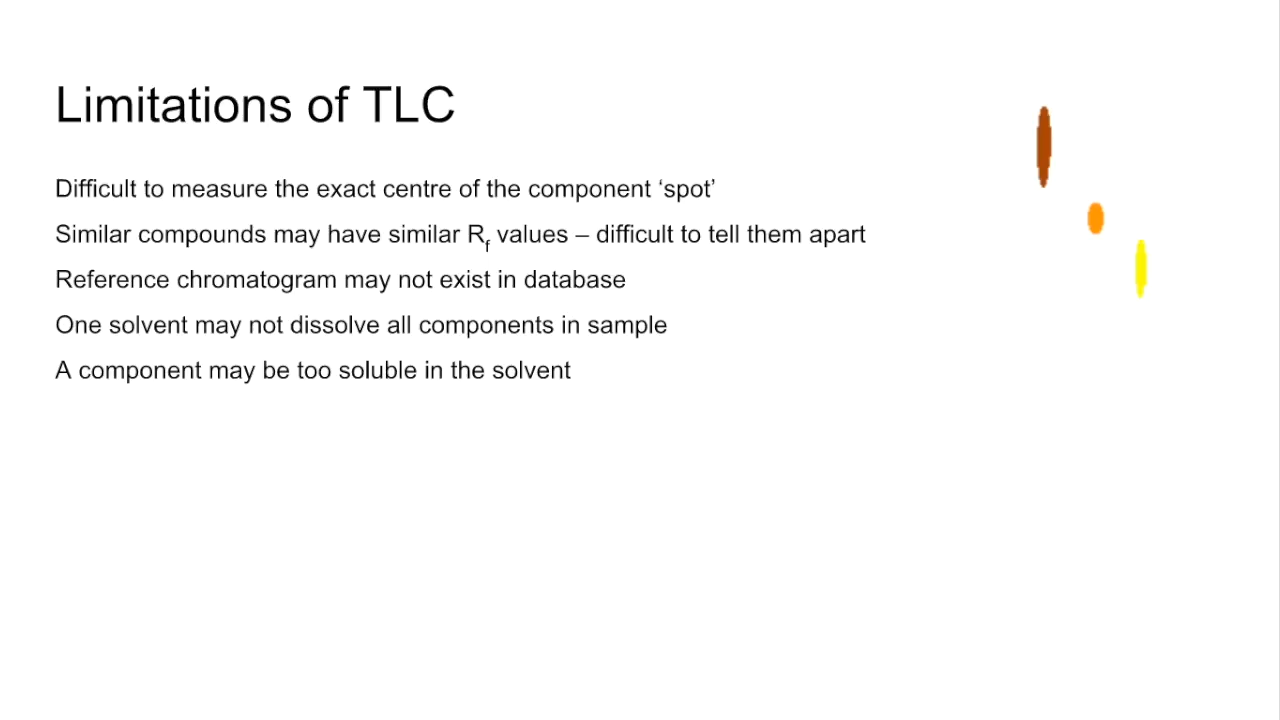 Limitations of TLC
Difficult to measure the exact centre of the component ‘spot’
Similar compounds may have similar Rf values – difficult to tell them apart
Reference chromatogram may not exist in database
One solvent may not dissolve all components in sample
A component may be too soluble in the solvent